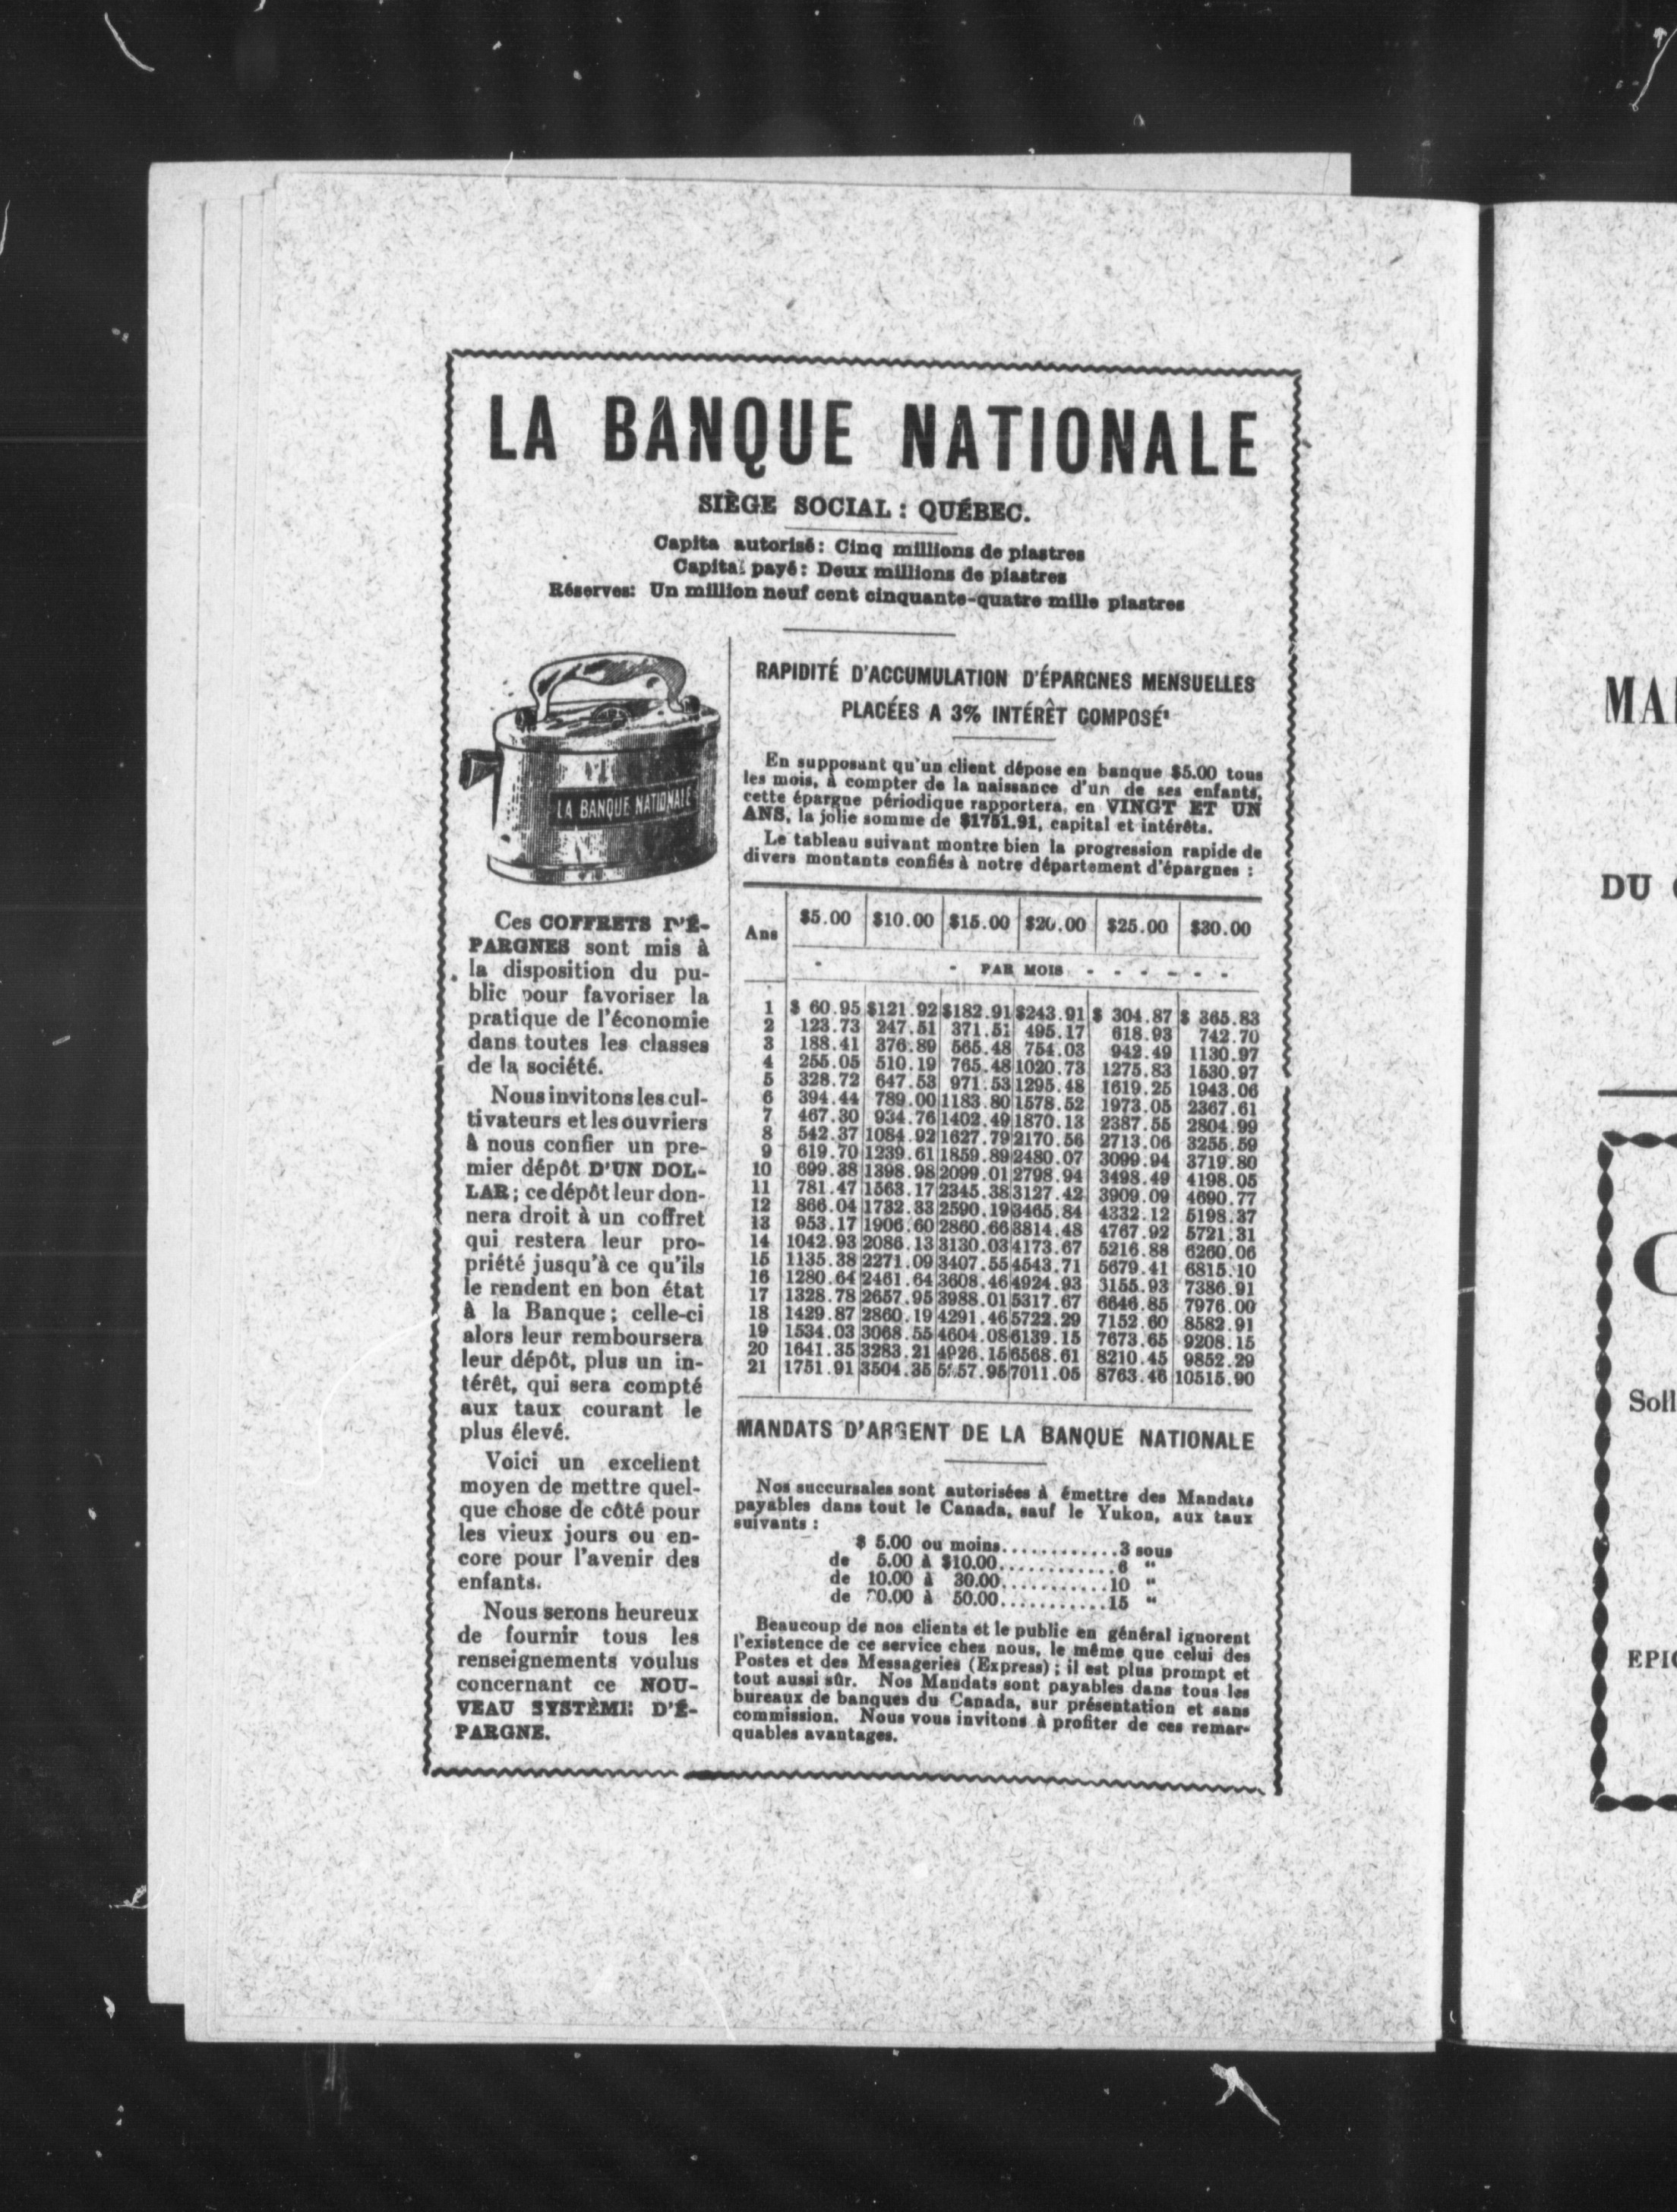 LA BANQUE NATIONALE
SIÈGE SOCIAL : QUÉBEC.
Capita autorisé : Cinq millions de piastres
Capital payé : Deux millions de piastres
Réserves: Un million neuf cent cinquante-quatre mille piastres
LA BANQUE NATIONALE
Ces COFFRETS D'É-
PARGNES sont mis à
la disposition du pu-
blic pour favoriser la
pratique de l'économie
dans toutes les classes
de la société.
Nous invitons les cul-
tivateurs et les ouvriers
à nous confier un pre-
mier dépôt D'UN DOL-
LAR ; ce dépôt leur don-
nera droit à un coffret
qui restera leur pro-
priété jusqu'à ce qu'ils
le rendent en bon état
à la Banque ; celle-ci
alors leur remboursera
leur dépôt, plus un in-
térêt, qui sera compté
aux taux courant le
plus élevé.
Voici un excellent
moyen de mettre quel-
que chose de côté pour
les vieux jours ou en-
core pour l'avenir des
enfants.
Nous serons heureux
de fournir tous les
renseignements voulus
concernant ce NOU-
VEAU SYSTÈME D'É-
PARGNE.
RAPIDITÉ D'ACCUMULATION D'ÉPARGNES MENSUELLES
PLACÉES A 3% INTÉRÊT COMPOSÉ
En supposant qu'un client dépose en banque $5.00 tous
les mois, à compter de la naissance d'un de ses enfants,
cette épargne périodique rapportera, en VINGT ET UN
ANS, la jolie somme de $1751.91, capital et intérêts.
Le tableau suivant montre bien la progression rapide de
divers montants confiés à notre département d'épargnes :
Ans $5.00 $10.00 $15.00 $20.00 $25.00 $30.00
- - PAR MOIS - - - - - -
1 $ 60.95 $121.92 $182.91 $243.91 $ 304.87 $ 365.83
2 123.73 247.51 371.51 495.17 618.93 742.70
3 188.41 376.89 565.48 754.03 942.49 1130.97
4 255.05 510.19 765.48 1020.73 1275.83 1530.97
5 328.72 647.53 971.53 1295.48 1619.25 1943.06
6 394.44 789.00 1183.80 1578.52 1973.05 2367.61
7 467.30 934.76 1402.49 1870.13 2387.55 2804.99
8 542.37 1084.92 1627.79 2170.56 2713.06 3255.59
9 619.70 1239.61 1859.89 2480.07 3099.94 3719.80
10 699.38 1398.98 2099.01 2798.94 3498.49 4198.05
11 781.47 1563.17 2345.38 3127.42 3909.09 4690.77
12 866.04 1732.33 2590.19 3465.84 4332.12 5198.37
13 953.17 1906.60 2860.66 3814.48 4767.92 5721.31
14 1042.93 2086.13 3130.03 4173.67 5216.88 6260.06
15 1135.38 2271.09 3407.55 4543.71 5679.41 6815.10
16 1280.64 2461.64 3608.46 4924.93 3155.93 7386.91
17 1328.78 2657.95 3988.01 5317.67 6646.85 7976.00
18 1429.87 2860.19 4291.46 5722.29 7152.60 8582.91
19 1534.03 3068.55 4604.08 6139.15 7673.65 9208.15
20 1641.35 3283.21 4926.15 6568.61 8210.45 9852.29
21 1751.91 3504.35 7011.05 8763.46 10515.90
MANDATS D'ARGENT DE LA BANQUE NATIONALE
Nos succursales sont autorisées à émettre des Mandats
payables dans tout le Canada, sauf le Yukon, aux taux
suivants :
$ 5.00 ou moins............3 sous
de 5.00 à $10.00............6 "
de 10.00 à 30.00...........10 "
de à 50.00...........15 "
Beaucoup de nos clients et le public en général ignorent
l'existence de ce service chez nous, le même que celui des
Postes et des Messageries (Express) ; il est plus prompt et
tout aussi sûr. Nos Mandats sont payables dans tous les
bureaux de banques du Canada, sur présentation et sans
commission. Nous vous invitons à profiter de ces remar-
quables avantages.
MA
DU
Soll
EPI